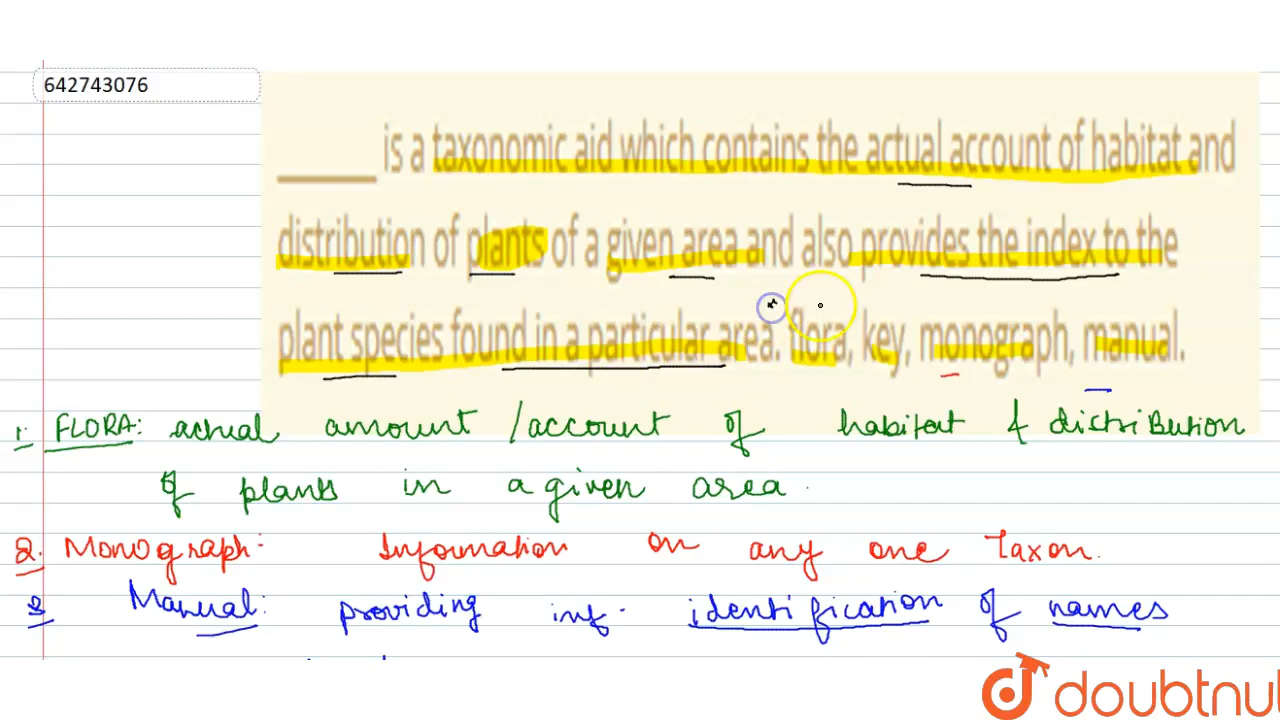 642743076
______ is a taxonomic aid which contains the actual account of habitat and
distribution of plants of a given area and also provides the index to the
plant species found in a particular area. flora, key, monograph, manual.
1. FLORA: actual amount /account of habitat & distribution
of plants in a given area.
2. Monograph: Information on any one Taxon.
3 Manual: providing inf. identification of names
doubtnut